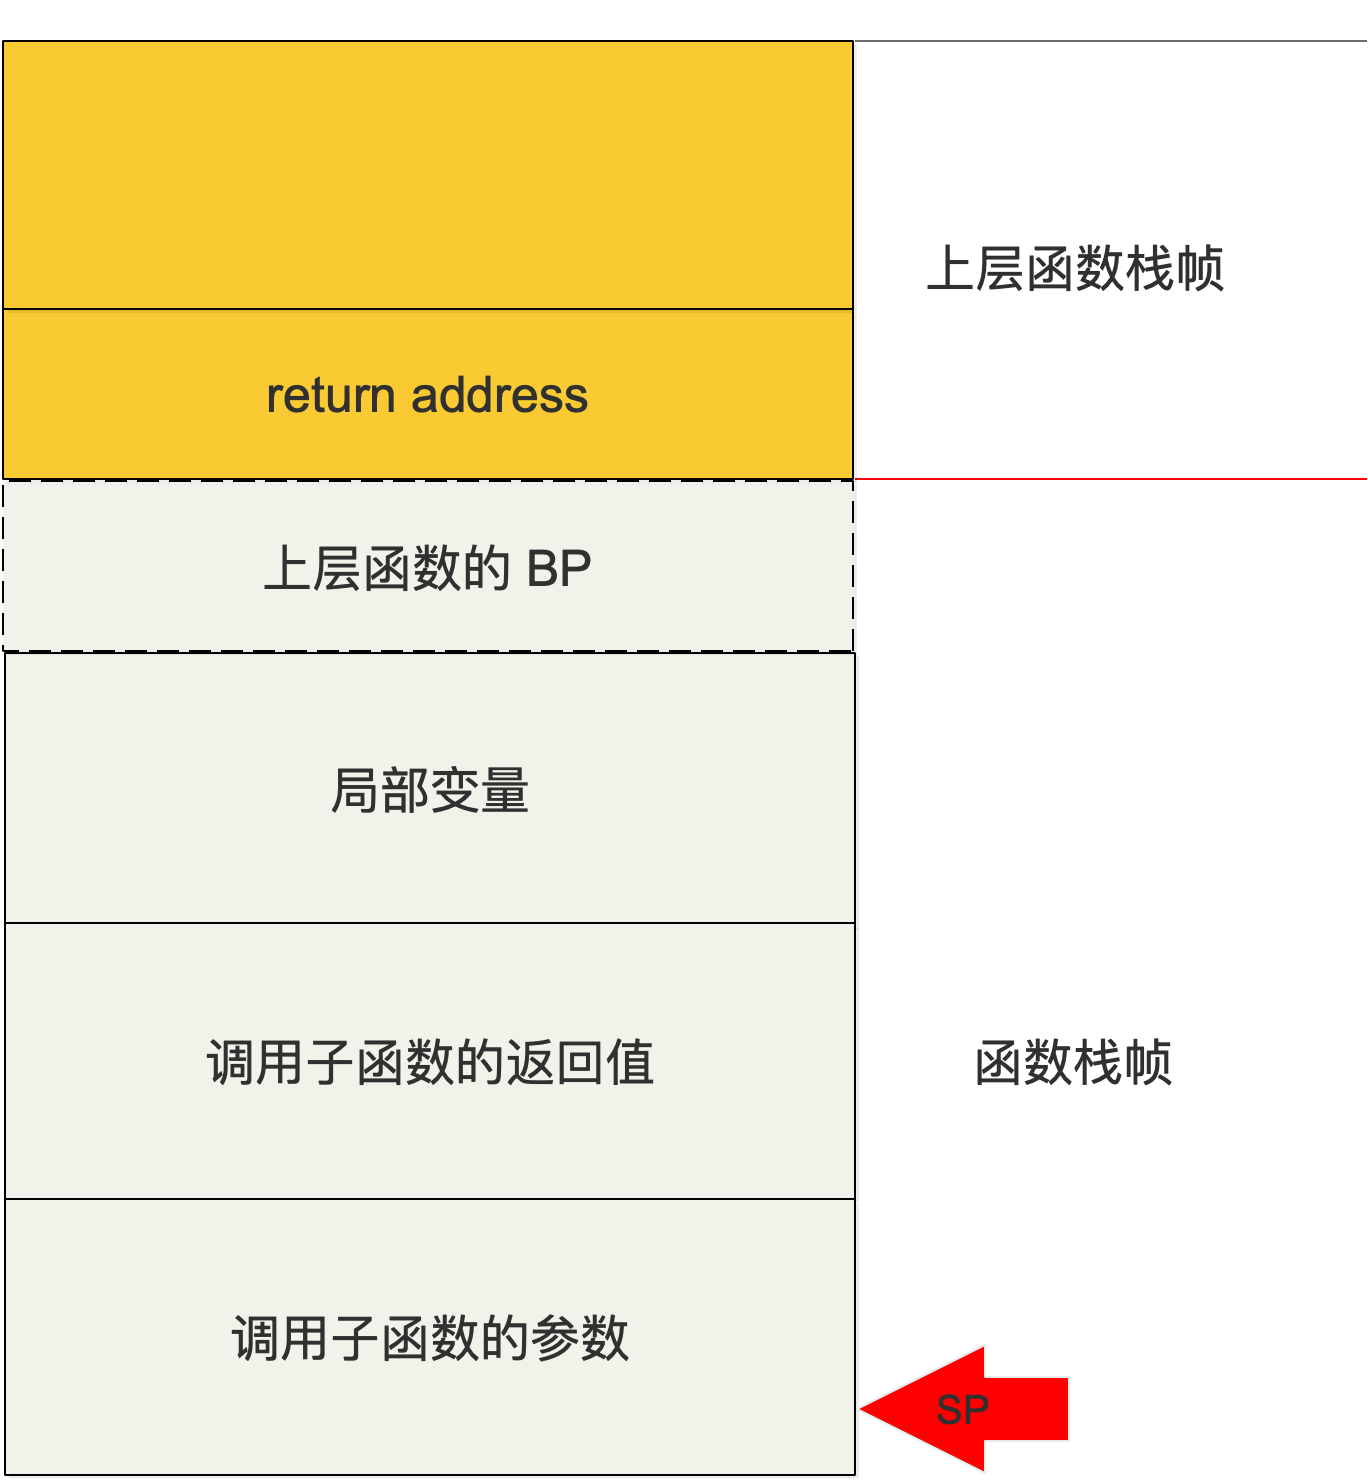 上层函数栈帧
return address
上层函数的 BP
局部变量
调用子函数的返回值
函数栈帧
调用子函数的参数
SP